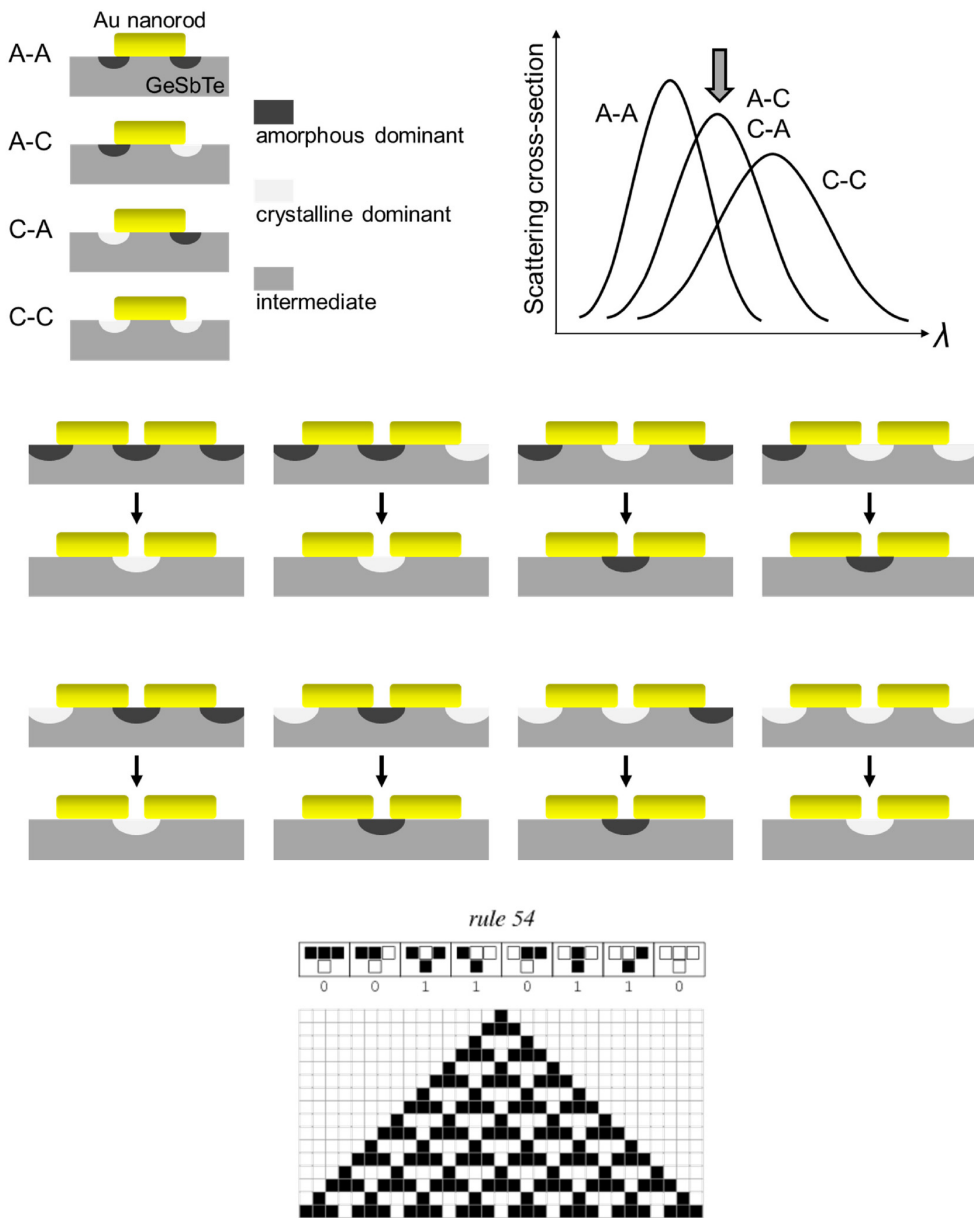 Au nanorod
A-A
GeSbTe
A-C
amorphous dominant
C-A
crystalline dominant
C-C
intermediate
Scattering cross-section
A-A
A-C
C-A
C-C
λ
rule 54
0 0 1 1 0 1 1 0